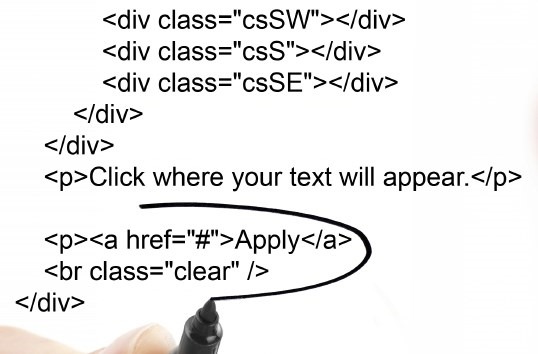 <div class="csSW"></div>
<div class="csS"></div>
<div class="csSE"></div>
</div>
</div>
<p>Click where your text will appear.</p>
<p><a href="#">Apply</a>
<br class="clear" />
</div>